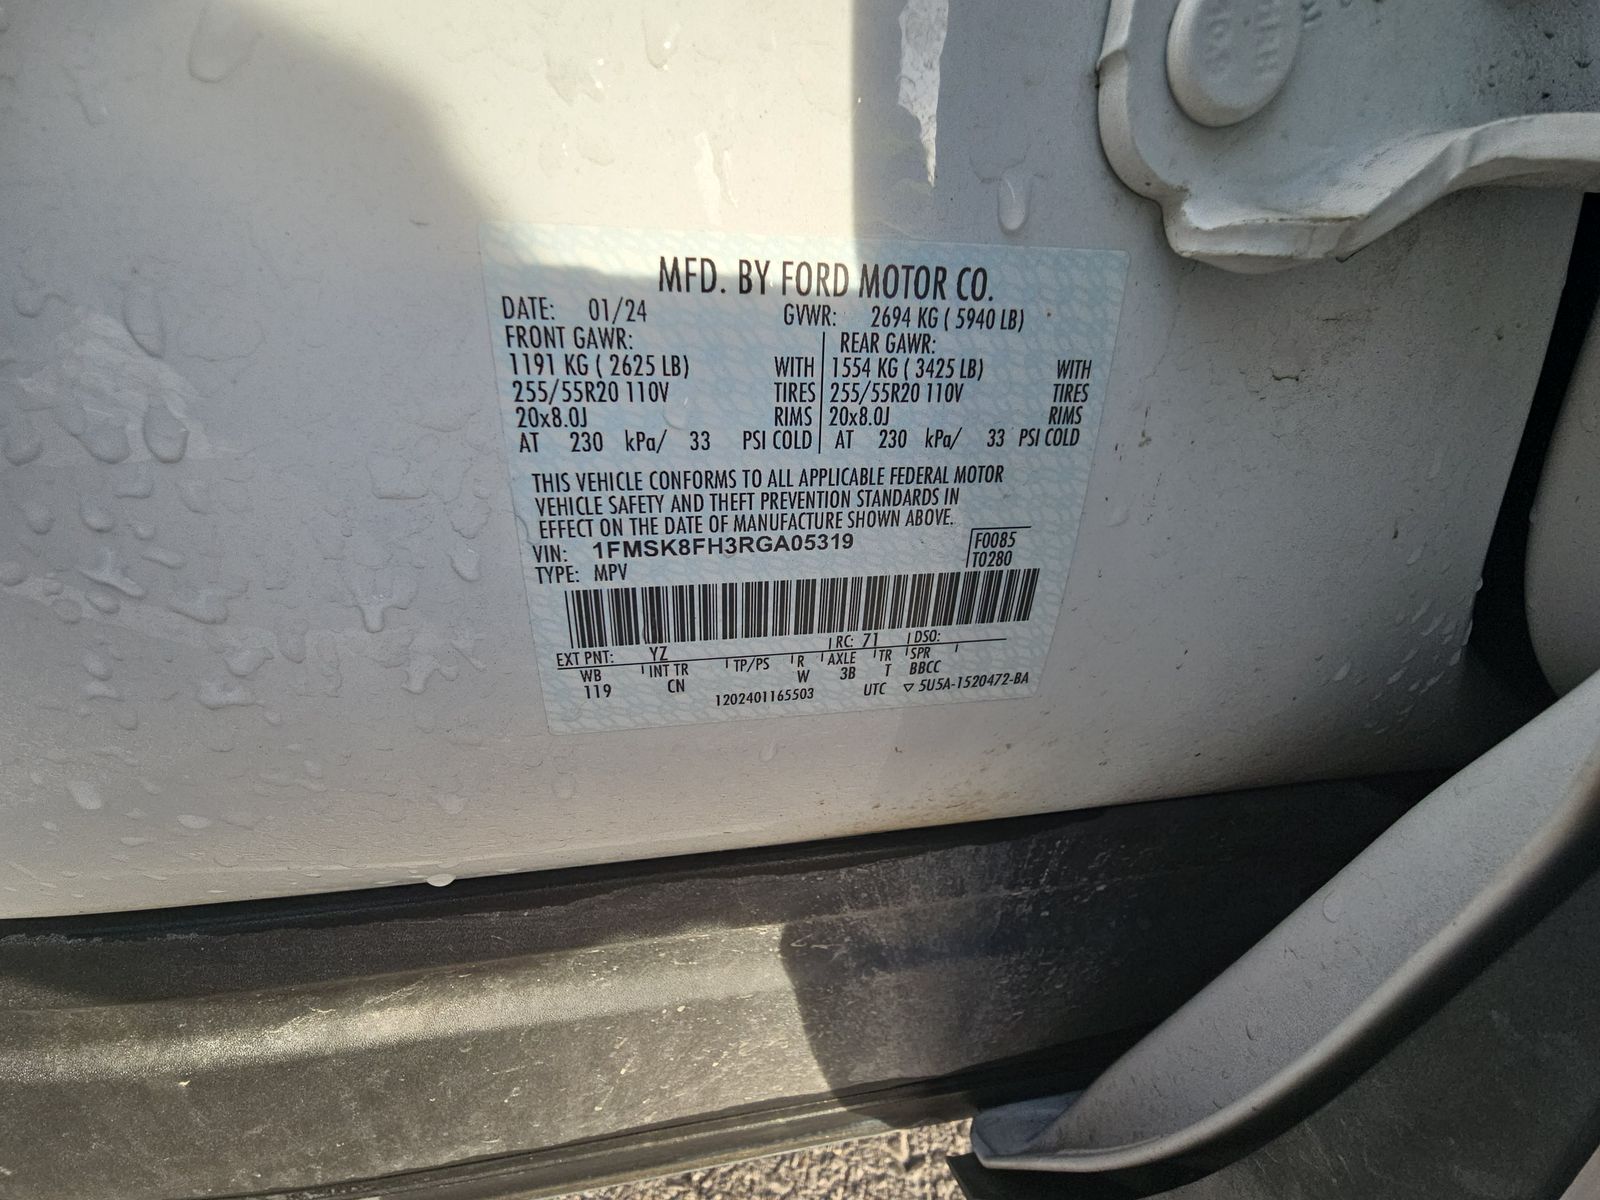 MFD. BY FORD MOTOR CO.
DATE: 01/24 GVWR: 2694 KG ( 5940 LB)
FRONT GAWR: REAR GAWR:
1191 KG ( 2625 LB) WITH 1554 KG ( 3425 LB) WITH
255/55R20 110V TIRES 255/55R20 110V TIRES
20x8.0J RIMS 20x8.0J RIMS
AT 230 kPa/ 33 PSI COLD AT 230 kPa/ 33 PSI COLD
THIS VEHICLE CONFORMS TO ALL APPLICABLE FEDERAL MOTOR
VEHICLE SAFETY AND THEFT PREVENTION STANDARDS IN
EFFECT ON THE DATE OF MANUFACTURE SHOWN ABOVE.
VIN: 1FMSK8FH3RGA05319 F0085
TYPE: MPV T0280
EXT PNT: YZ RC: 71 DSO:
WB INT TR TP/PS R AXLE TR SPR
119 CN W 3B T BBCC
1202401165503 UTC ▽ 5U5A-1520472-BA